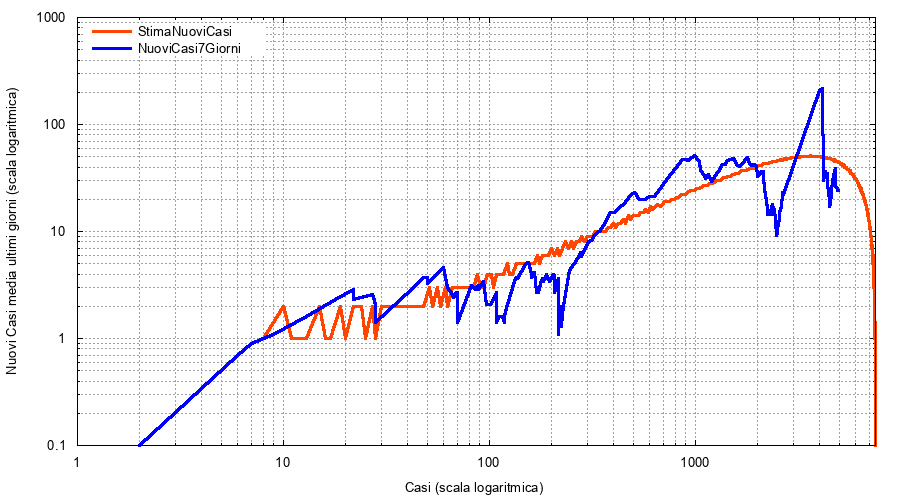 1000
StimaNuoviCasi
NuoviCasi7Giorni
100
10
1
0.1
Nuovi Casi media ultimi giorni (scala logaritmica)
1 10 100 1000
Casi (scala logaritmica)